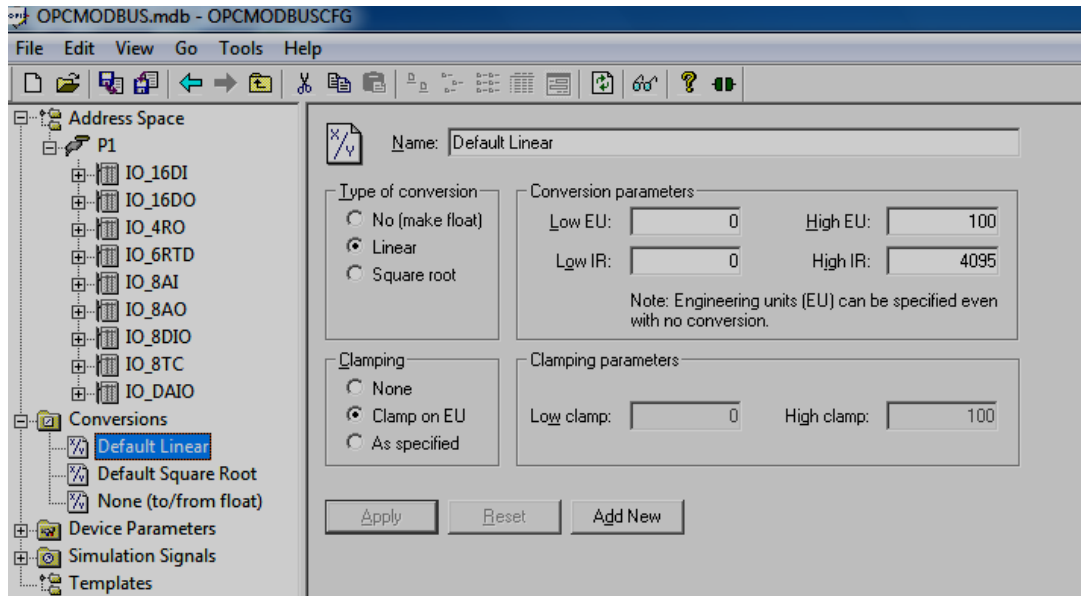 OPCMODBUS.mdb - OPCMODBUSCFG
File Edit View Go Tools Help
Address Space
P1
IO_16DI
IO_16DO
IO_4RO
IO_6RTD
IO_8AI
IO_8AO
IO_8DIO
IO_8TC
IO_DAIO
Conversions
Default Linear
Default Square Root
None (to/from float)
Device Parameters
Simulation Signals
Templates
Name: Default Linear
Type of conversion
No (make float)
Linear
Square root
Conversion parameters
Low EU: 0 High EU: 100
Low IR: 0 High IR: 4095
Note: Engineering units (EU) can be specified even
with no conversion.
Clamping
None
Clamp on EU
As specified
Clamping parameters
Low clamp: 0 High clamp: 100
Apply Reset Add New